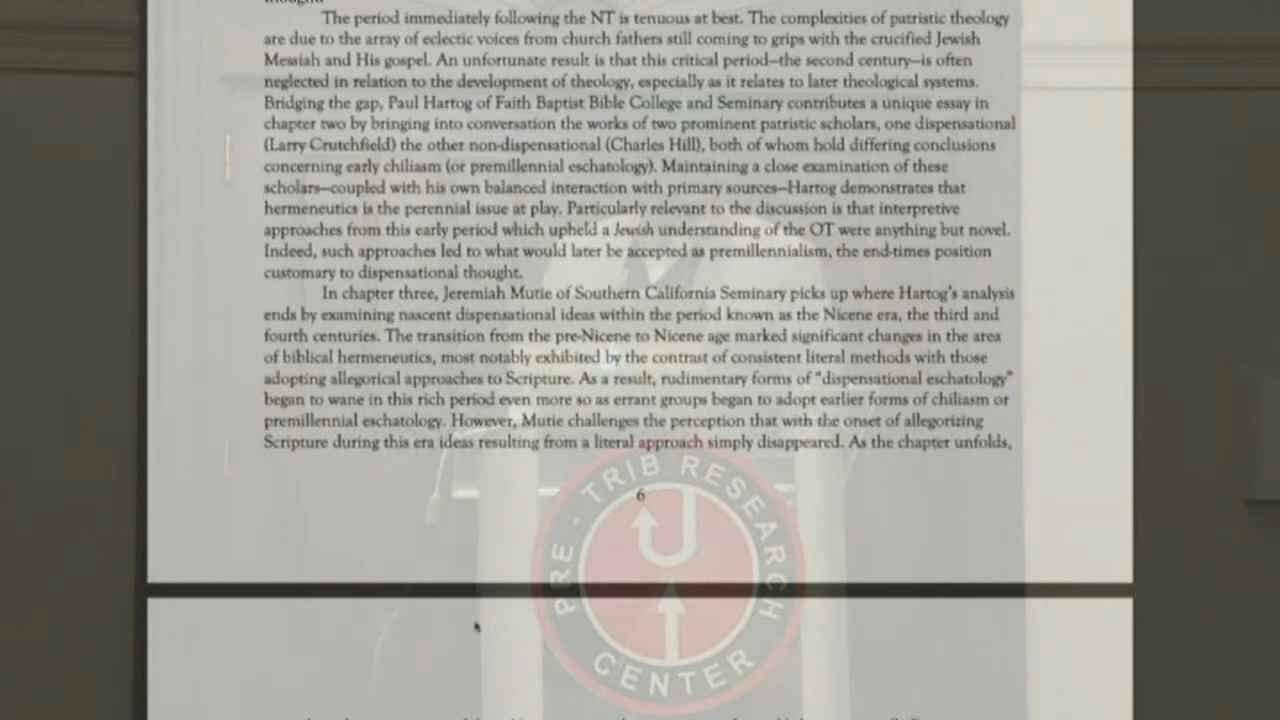 The period immediately following the NT is tenuous at best. The complexities of patristic theology
are due to the array of eclectic voices from church fathers still coming to grips with the crucified Jewish
Messiah and His gospel. An unfortunate result is that this critical period—the second century—is often
neglected in relation to the development of theology, especially as it relates to later theological systems.
Bridging the gap, Paul Hartog of Faith Baptist Bible College and Seminary contributes a unique essay in
chapter two by bringing into conversation the works of two prominent patristic scholars, one dispensational
(Larry Crutchfield) the other non-dispensational (Charles Hill), both of whom hold differing conclusions
concerning early chiliasm (or premillennial eschatology). Maintaining a close examination of these
scholars—coupled with his own balanced interaction with primary sources—Hartog demonstrates that
hermeneutics is the perennial issue at play. Particularly relevant to the discussion is that interpretive
approaches from this early period which upheld a Jewish understanding of the OT were anything but novel.
Indeed, such approaches led to what would later be accepted as premillennialism, the end-times position
customary to dispensational thought.
In chapter three, Jeremiah Mutie of Southern California Seminary picks up where Hartog's analysis
ends by examining nascent dispensational ideas within the period known as the Nicene era, the third and
fourth centuries. The transition from the pre-Nicene to Nicene age marked significant changes in the area
of biblical hermeneutics, most notably exhibited by the contrast of consistent literal methods with those
adopting allegorical approaches to Scripture. As a result, rudimentary forms of "dispensational eschatology"
began to wane in this rich period even more so as errant groups began to adopt earlier forms of chiliasm or
premillennial eschatology. However, Mutie challenges the perception that with the onset of allegorizing
Scripture during this era ideas resulting from a literal approach simply disappeared. As the chapter unfolds,
6
PRE-TRIB RESEARCH
CENTER